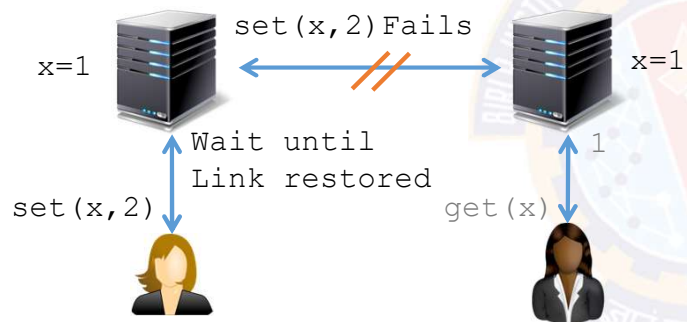 set(x,2)Fails
x=1
x=1
Wait until
Link restored
1
set(x,2)
get(x)